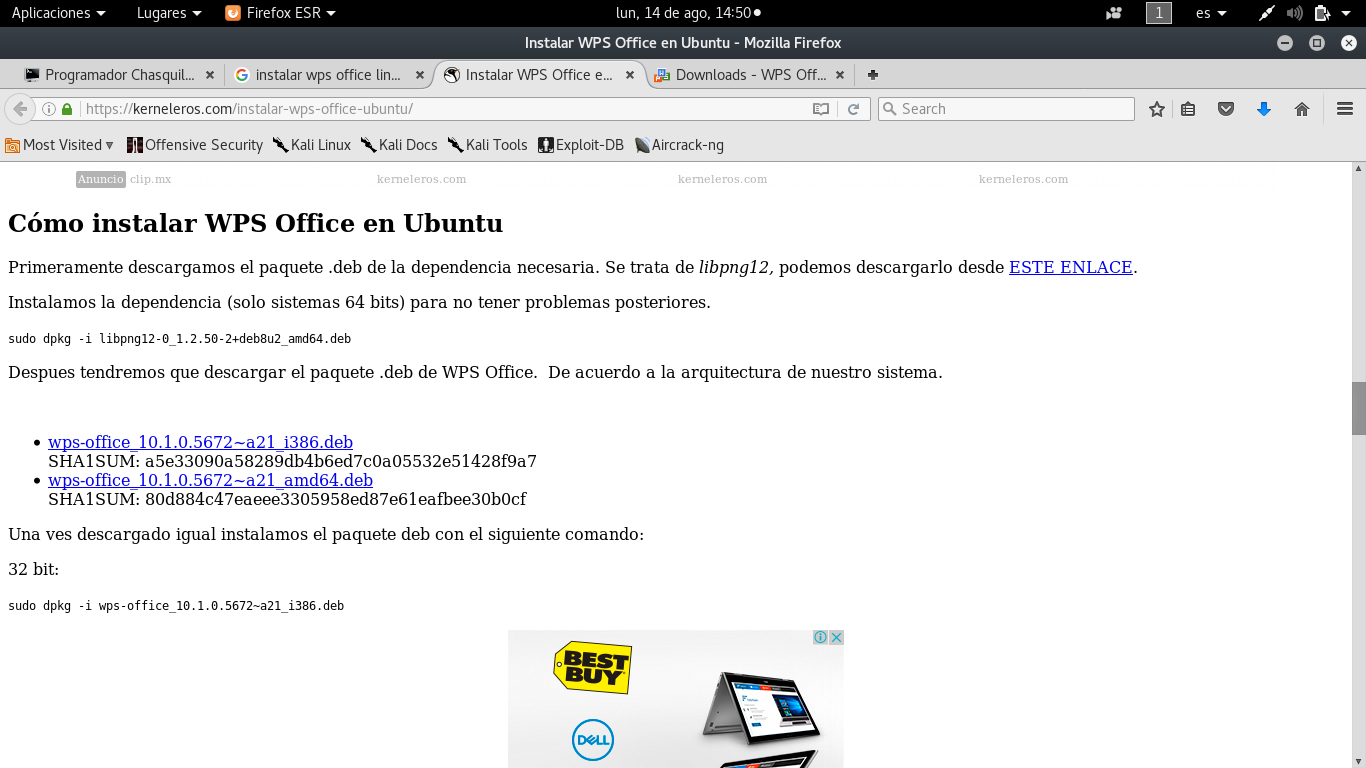 Aplicaciones
Lugares
Firefox ESR
lun, 14 de ago, 14:50
1
es
Instalar WPS Office en Ubuntu - Mozilla Firefox
Programador Chasquil...
instalar wps office lin...
Instalar WPS Office e...
Downloads - WPS Off...
https://kerneleros.com/instalar-wps-office-ubuntu/
Search
Most Visited
Offensive Security
Kali Linux
Kali Docs
Kali Tools
Exploit-DB
Aircrack-ng
Anuncio clip.mx
kerneleros.com
kerneleros.com
kerneleros.com
Cómo instalar WPS Office en Ubuntu
Primeramente descargamos el paquete .deb de la dependencia necesaria. Se trata de libpng12, podemos descargarlo desde ESTE ENLACE.
Instalamos la dependencia (solo sistemas 64 bits) para no tener problemas posteriores.
sudo dpkg -i libpng12-0_1.2.50-2+deb8u2_amd64.deb
Despues tendremos que descargar el paquete .deb de WPS Office.  De acuerdo a la arquitectura de nuestro sistema.
wps-office_10.1.0.5672~a21_i386.deb
SHA1SUM: a5e33090a58289db4b6ed7c0a05532e51428f9a7
wps-office_10.1.0.5672~a21_amd64.deb
SHA1SUM: 80d884c47eaeee3305958ed87e61eafbee30b0cf
Una ves descargado igual instalamos el paquete deb con el siguiente comando:
32 bit:
sudo dpkg -i wps-office_10.1.0.5672~a21_i386.deb
BEST
BUY
DELL